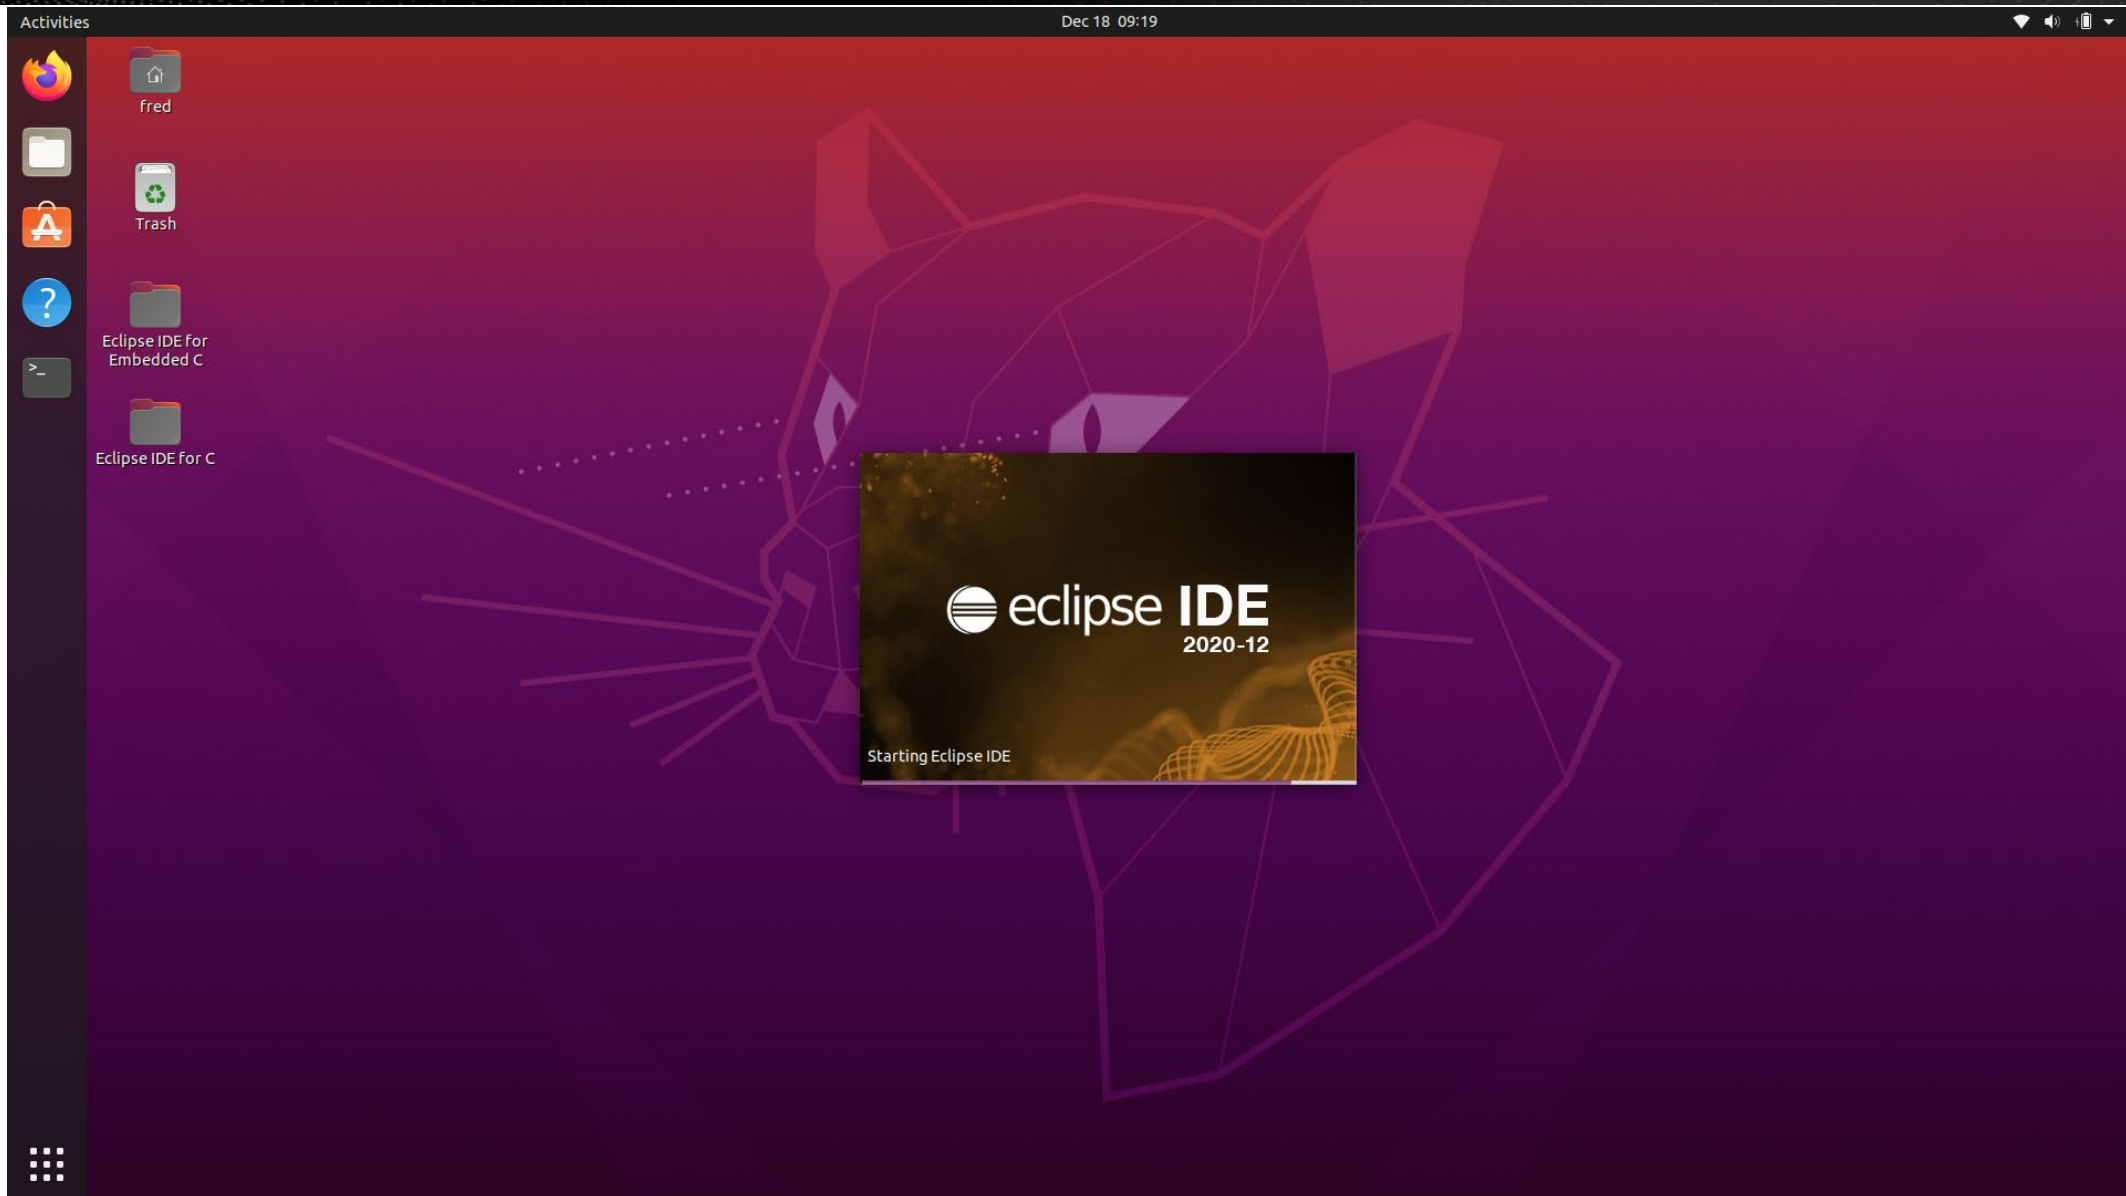 Activities
Dec 18 09:19
fred
Trash
Eclipse IDE for
Embedded C
Eclipse IDE for C
eclipse IDE
2020-12
Starting Eclipse IDE